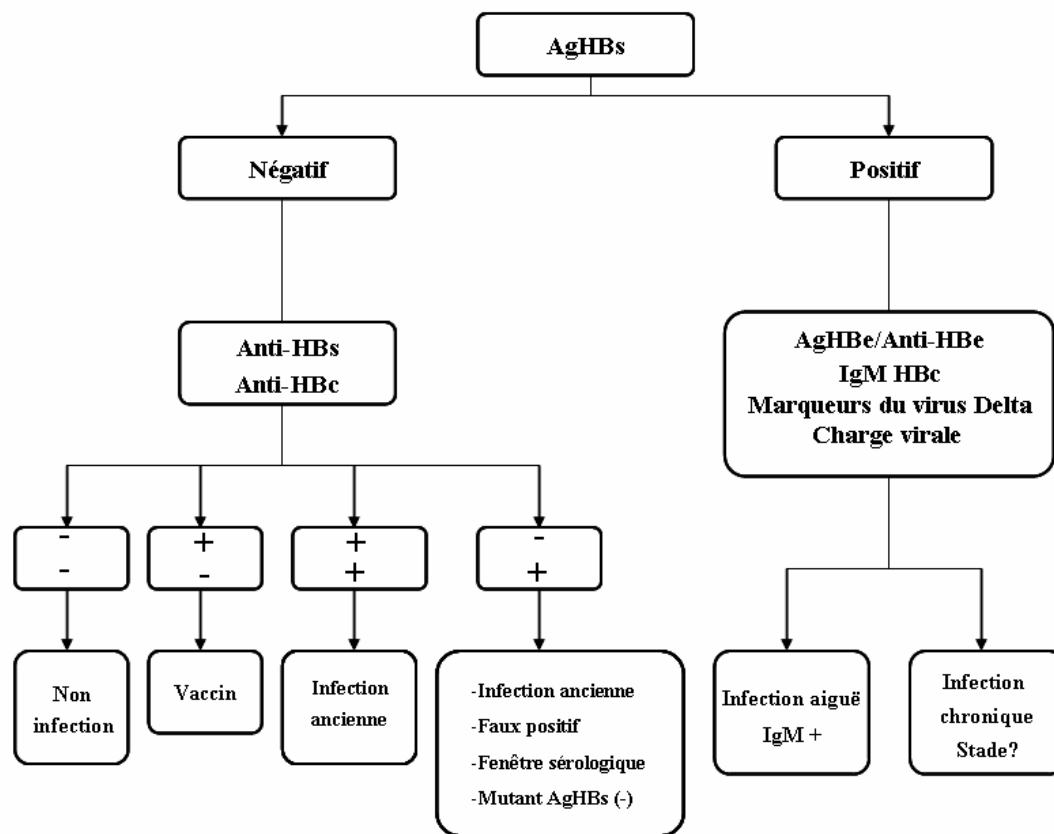 AgHBs
Négatif
Positif
Anti-HBs
Anti-HBc
AgHBe/Anti-HBe
IgM HBc
Marqueurs du virus Delta
Charge virale
-
-
+
-
+
+
-
+
Non
infection
Vaccin
Infection
ancienne
-Infection ancienne
-Faux positif
-Fenêtre sérologique
-Mutant AgHBs (-)
Infection aiguë
IgM +
Infection
chronique
Stade?